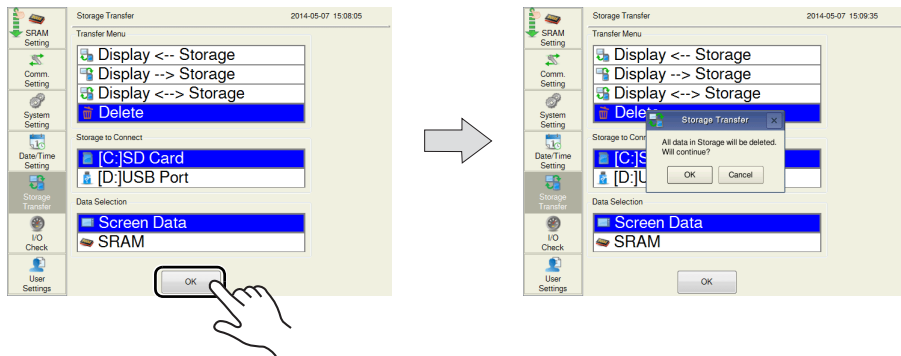 Storage Transfer 2014-05-07 15:08:05
SRAM
Setting
Comm.
Setting
System
Setting
Date/Time
Setting
Storage
Transfer
I/O
Check
User
Settings
Transfer Menu
Display <-- Storage
Display --> Storage
Display <--> Storage
Delete
Storage to Connect
[C:]SD Card
[D:]USB Port
Data Selection
Screen Data
SRAM
OK
Storage Transfer 2014-05-07 15:09:35
SRAM
Setting
Comm.
Setting
System
Setting
Date/Time
Setting
Storage
Transfer
I/O
Check
User
Settings
Transfer Menu
Display <-- Storage
Display --> Storage
Display <--> Storage
Delete
Storage Transfer
All data in Storage will be deleted.
Will continue?
OK Cancel
Storage to Conn
[C:]S
[D:]U
Data Selection
Screen Data
SRAM
OK